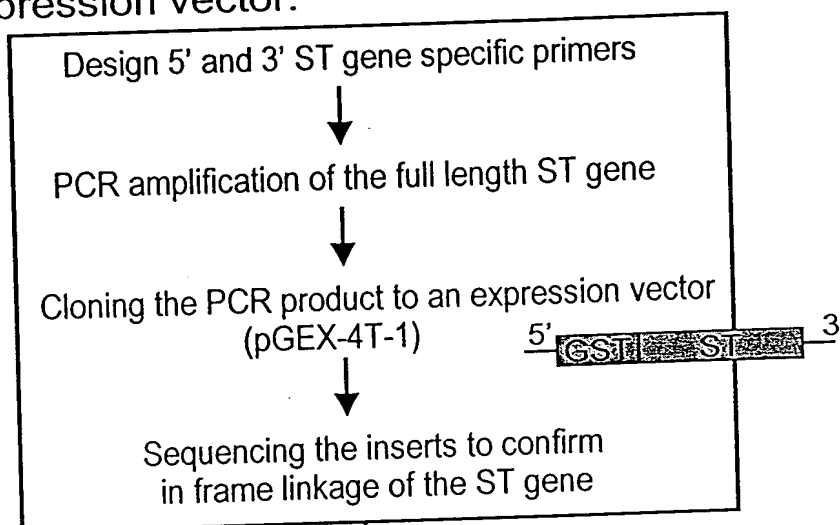 pression vector.
Design 5' and 3' ST gene specific primers
PCR amplification of the full length ST gene
Cloning the PCR product to an expression vector
(pGEX-4T-1)
5' GST ST 3
Sequencing the inserts to confirm
in frame linkage of the ST gene